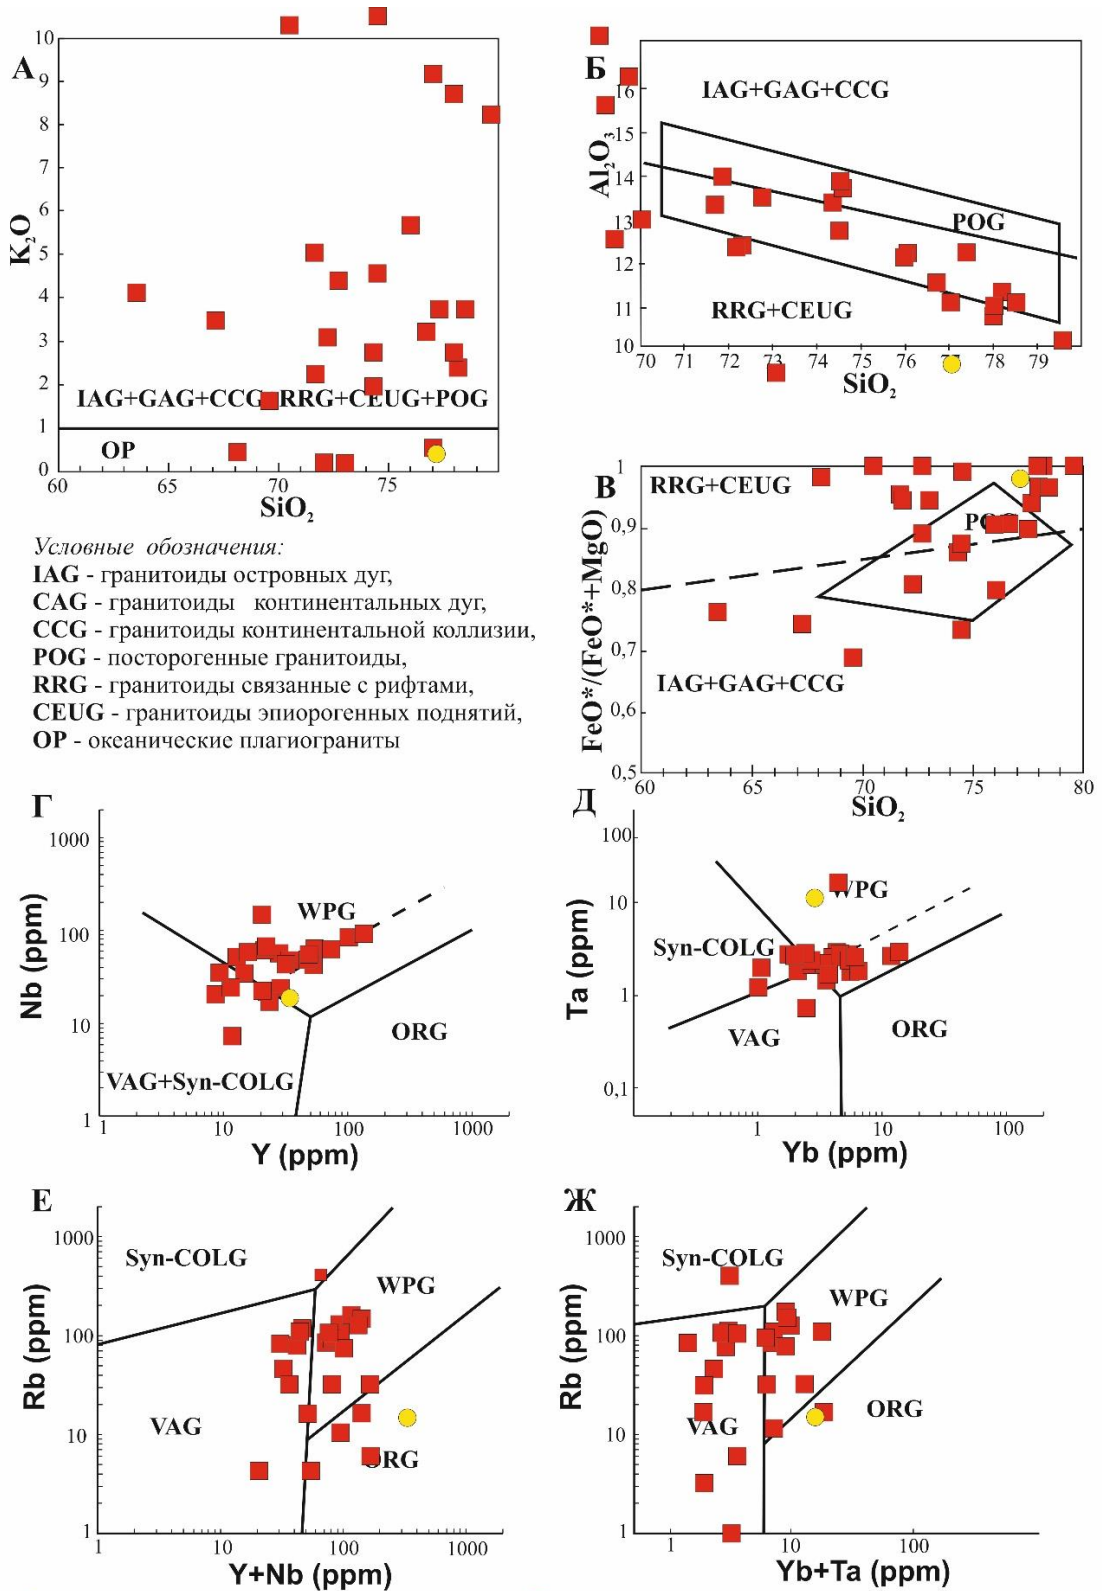 А
10
9
8
7
6
5
4
3
2
1
0
K₂O
IAG+GAG+CCG RRG+CEUG+POG
OP
60 65 70 75
SiO₂
Б
16
15
14
13
12
11
10
Al₂O₃
IAG+GAG+CCG
POG
RRG+CEUG
70 71 72 73 74 75 76 77 78 79
SiO₂
Условные обозначения:
IAG - гранитоиды островных дуг,
CAG - гранитоиды континентальных дуг,
CCG - гранитоиды континентальной коллизии,
POG - посторогенные гранитоиды,
RRG - гранитоиды связанные с рифтами,
CEUG - гранитоиды эпиорогенных поднятий,
OP - океанические плагиограниты
В
1
0,9
0,8
0,7
0,6
0,5
FeO*/(FeO*+MgO)
RRG+CEUG
IAG+GAG+CCG
60 65 70 75 80
SiO₂
Г
1000
100
10
1
Nb (ppm)
WPG
ORG
VAG+Syn-COLG
10 100 1000
Y (ppm)
Д
100
10
1
0,1
Ta (ppm)
WPG
Syn-COLG
VAG
ORG
1 10 100
Yb (ppm)
Е
1000
100
10
1
Rb (ppm)
Syn-COLG
WPG
VAG
ORG
1 10 100 1000
Y+Nb (ppm)
Ж
1000
100
10
1
Rb (ppm)
Syn-COLG
WPG
VAG
ORG
1 10 100
Yb+Ta (ppm)